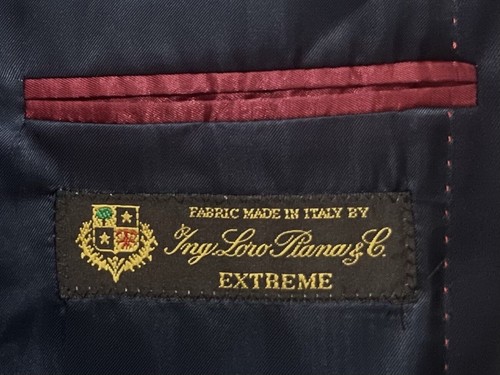 FABRIC MADE IN ITALY BY
Ing. Loro Piana & C.
EXTREME